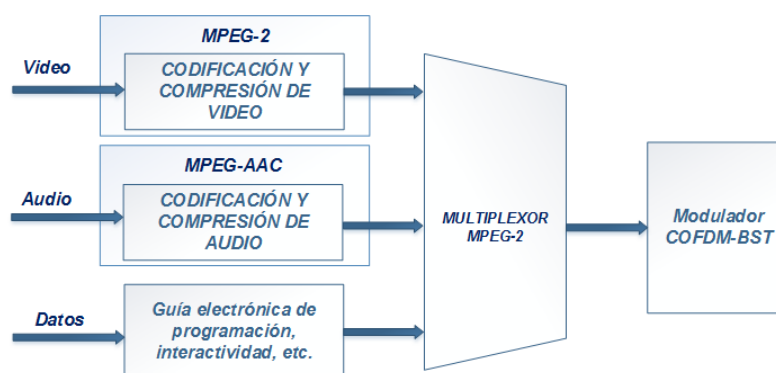 MPEG-2
Video
CODIFICACIÓN Y
COMPRESIÓN DE
VIDEO
MPEG-AAC
Audio
CODIFICACIÓN Y
COMPRESIÓN DE
AUDIO
Datos
Guía electrónica de
programación,
interactividad, etc.
MULTIPLEXOR
MPEG-2
Modulador
COFDM-BST